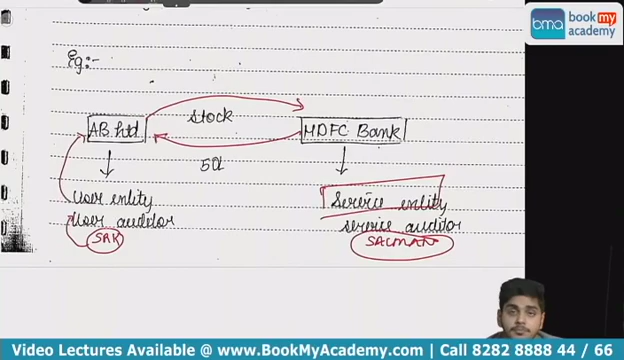 bma book my academy
Eg:-
Stock
AB Ltd
HDFC Bank
50L
User entity
Service entity
User auditor
service auditor
SRK
SALMAN
Video Lectures Available @ www.BookMyAcademy.com | Call 8282 8888 44 / 66